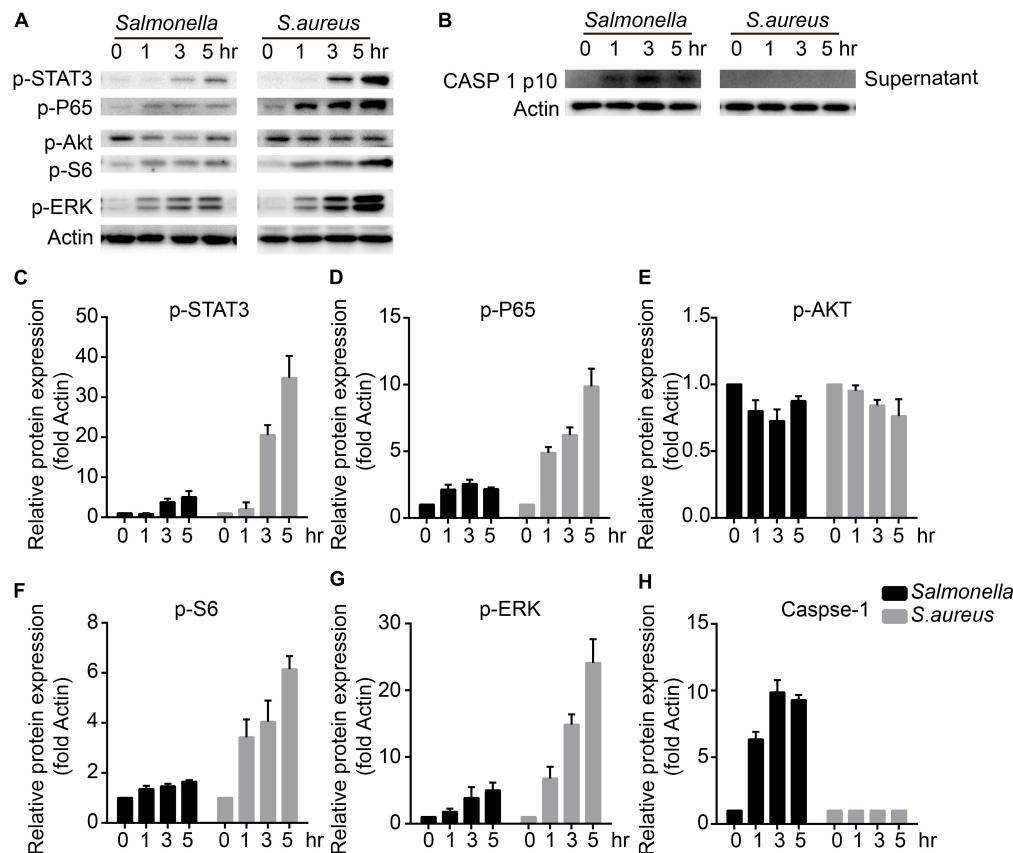 A
Salmonella S.aureus
0 1 3 5 hr 0 1 3 5 hr
p-STAT3
p-P65
p-Akt
p-S6
p-ERK
Actin
B
Salmonella S.aureus
0 1 3 5 hr 0 1 3 5 hr
CASP 1 p10 Supernatant
Actin
C
p-STAT3
Relative protein expression
(fold Actin)
50
40
30
20
10
0
0 1 3 5 0 1 3 5 hr
D
p-P65
Relative protein expression
(fold Actin)
15
10
5
0
0 1 3 5 0 1 3 5 hr
E
p-AKT
Relative protein expression
(fold Actin)
1.5
1.0
0.5
0.0
0 1 3 5 0 1 3 5 hr
F
p-S6
Relative protein expression
(fold Actin)
8
6
4
2
0
0 1 3 5 0 1 3 5 hr
G
p-ERK
Relative protein expression
(fold Actin)
30
20
10
0
0 1 3 5 0 1 3 5 hr
H
Caspse-1
Salmonella
S.aureus
Relative protein expression
(fold Actin)
15
10
5
0
0 1 3 5 0 1 3 5 hr